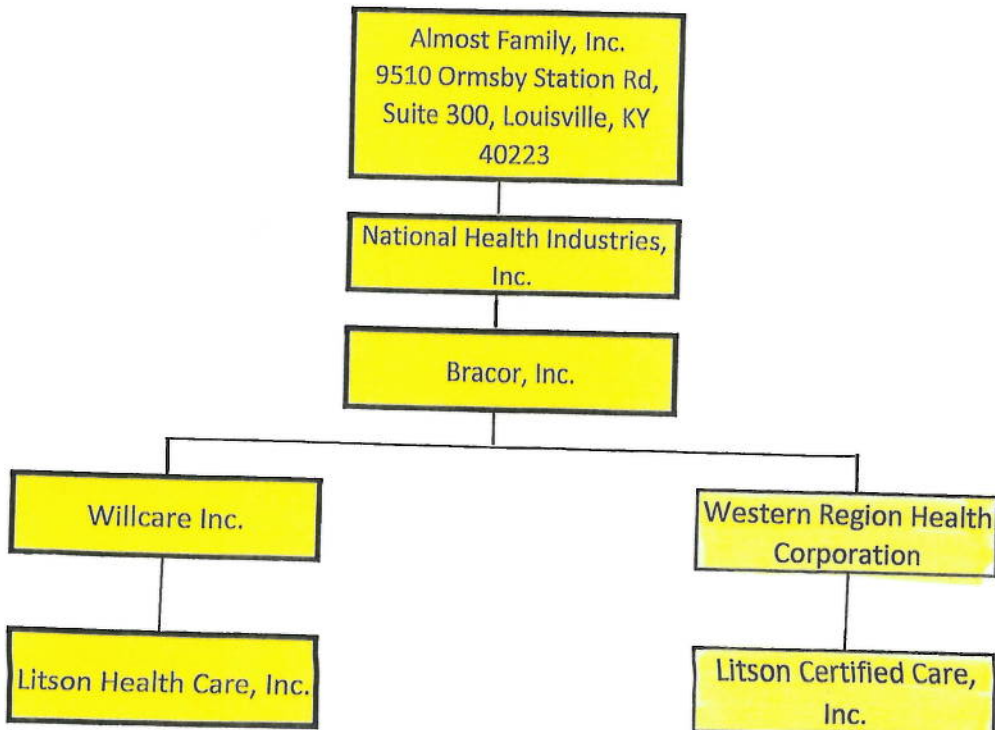 Almost Family, Inc.
9510 Ormsby Station Rd,
Suite 300, Louisville, KY
40223
National Health Industries,
Inc.
Bracor, Inc.
Willcare Inc.
Western Region Health
Corporation
Litson Health Care, Inc.
Litson Certified Care,
Inc.